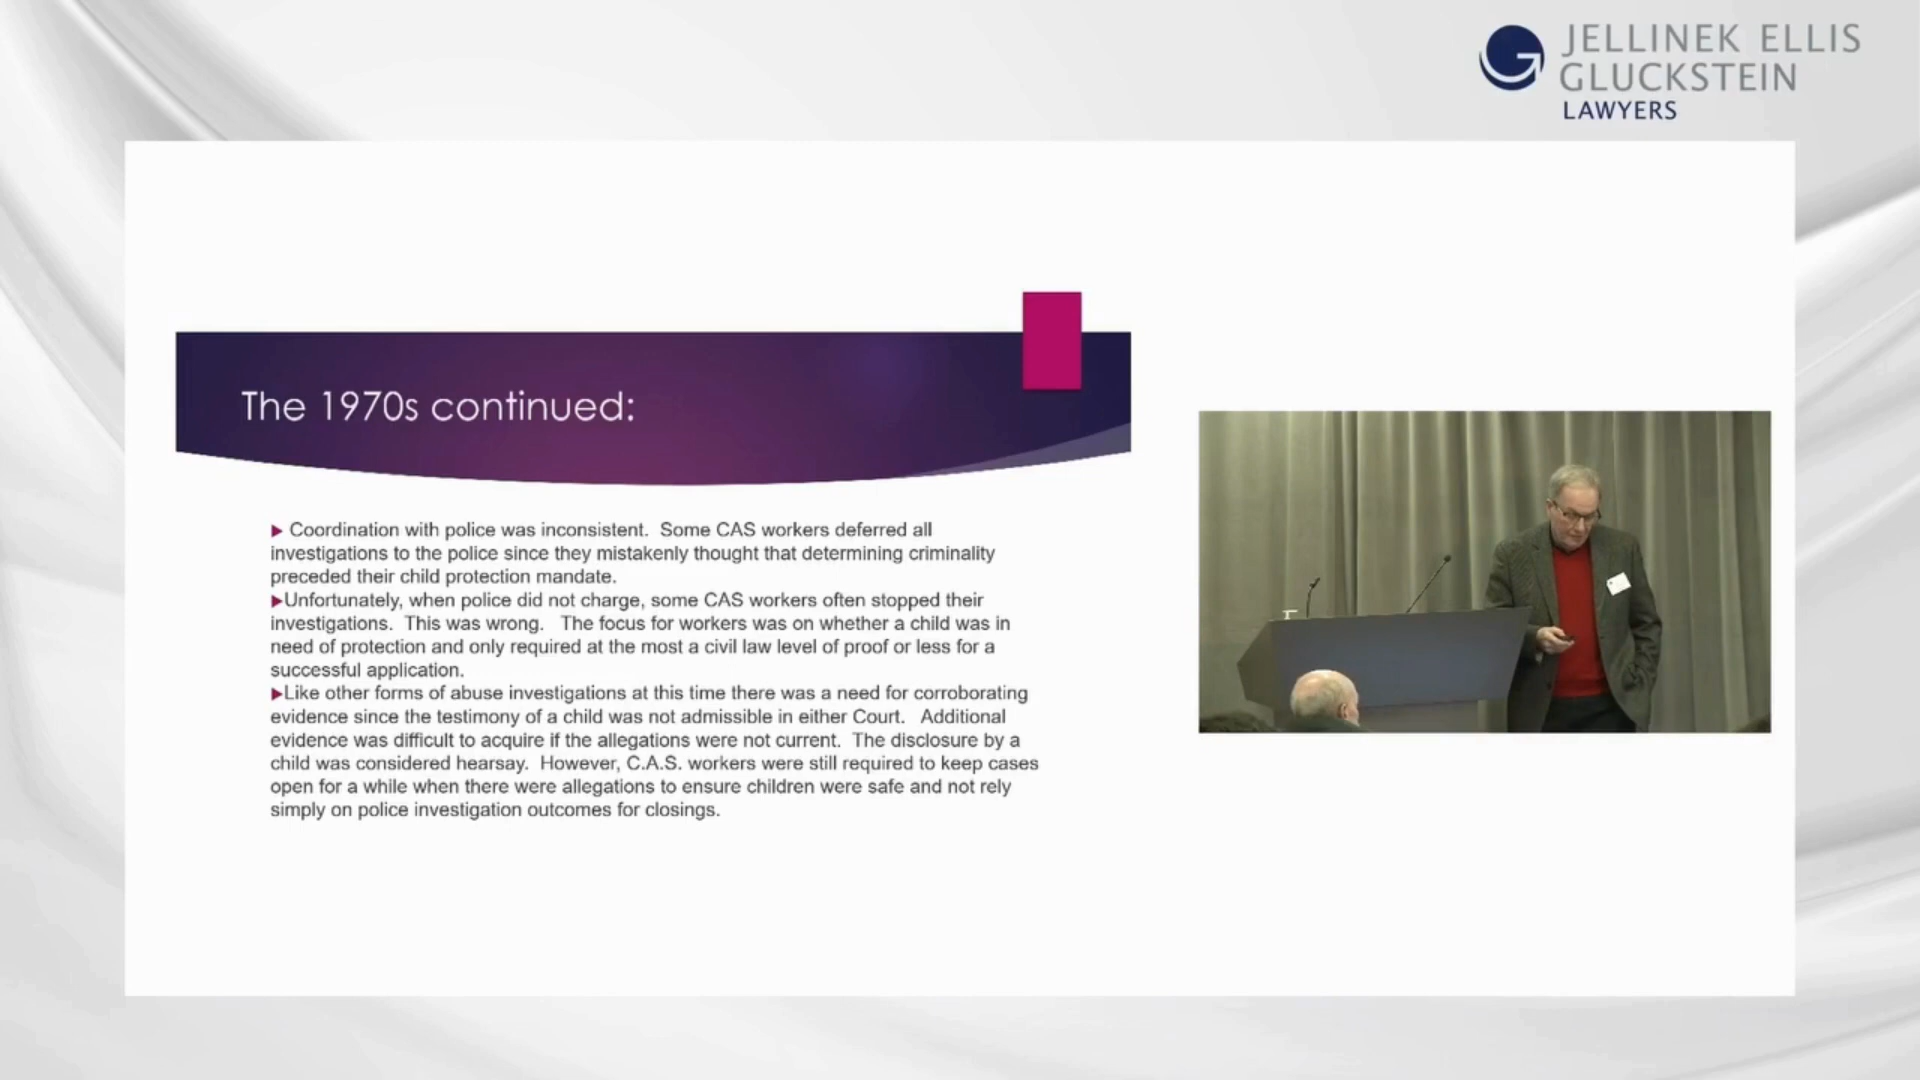 JELLINEK ELLIS
GLUCKSTEIN
LAWYERS
The 1970s continued:
▶ Coordination with police was inconsistent.  Some CAS workers deferred all
investigations to the police since they mistakenly thought that determining criminality
preceded their child protection mandate.
▶Unfortunately, when police did not charge, some CAS workers often stopped their
investigations.  This was wrong.   The focus for workers was on whether a child was in
need of protection and only required at the most a civil law level of proof or less for a
successful application.
▶Like other forms of abuse investigations at this time there was a need for corroborating
evidence since the testimony of a child was not admissible in either Court.   Additional
evidence was difficult to acquire if the allegations were not current.  The disclosure by a
child was considered hearsay.  However, C.A.S. workers were still required to keep cases
open for a while when there were allegations to ensure children were safe and not rely
simply on police investigation outcomes for closings.